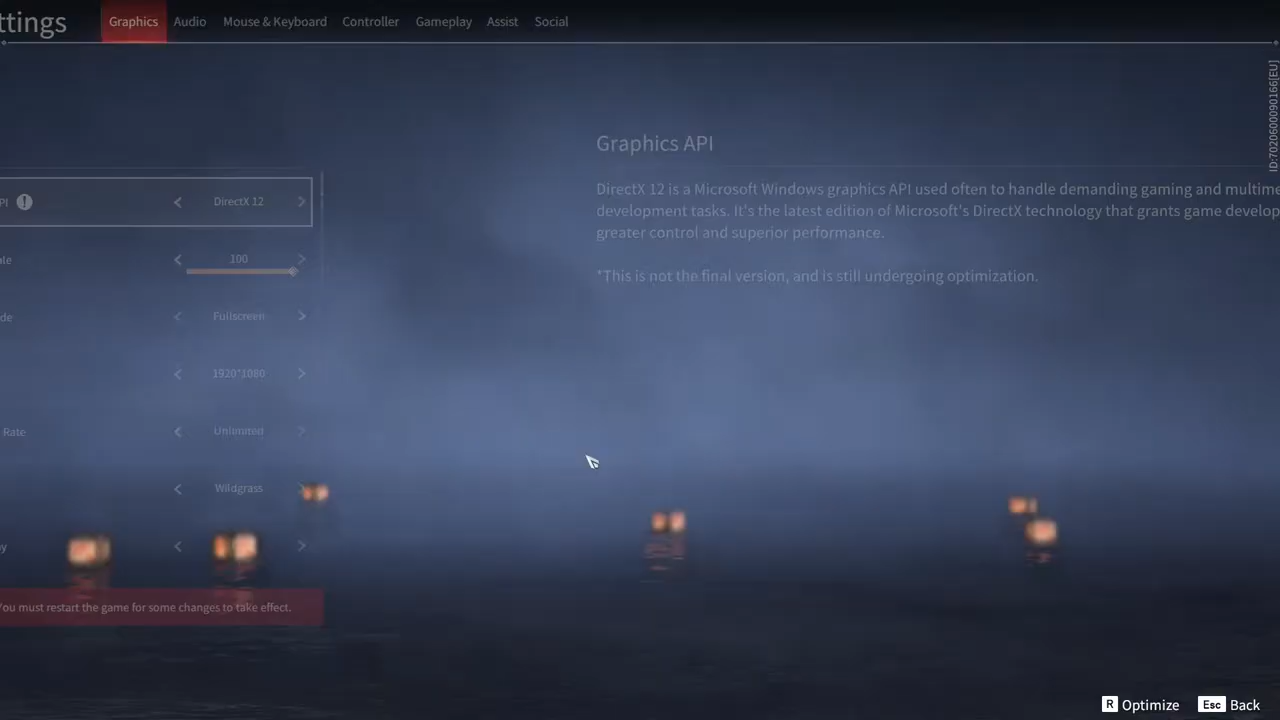 ttings
Graphics Audio Mouse & Keyboard Controller Gameplay Assist Social
ID:7020600090166[EU]
Graphics API
DirectX 12 is a Microsoft Windows graphics API used often to handle demanding gaming and multime
development tasks. It's the latest edition of Microsoft's DirectX technology that grants game develop
greater control and superior performance.
*This is not the final version, and is still undergoing optimization.
PI ! DirectX 12
ale 100
de Fullscreen
1920*1080
Rate Unlimited
Wildgrass
y
You must restart the game for some changes to take effect.
R Optimize Esc Back